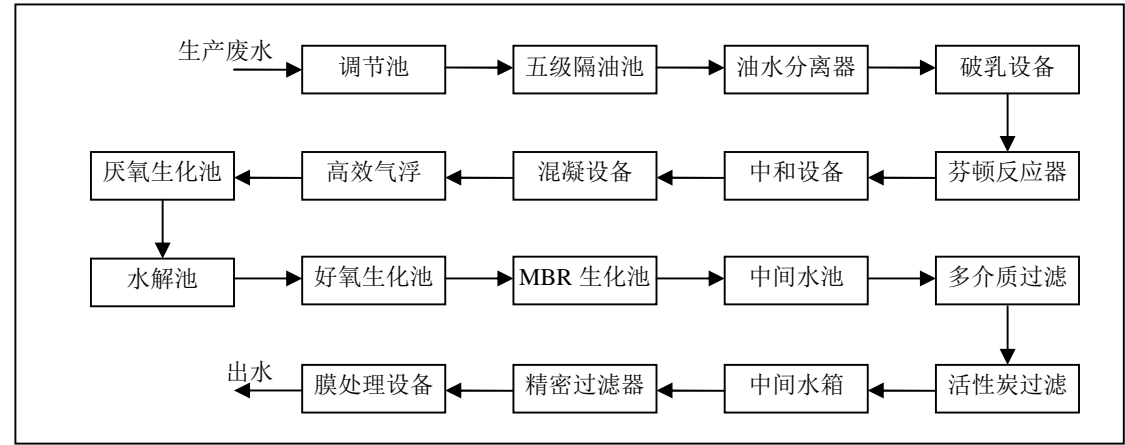 生产废水
调节池
五级隔油池
油水分离器
破乳设备
厌氧生化池
高效气浮
混凝设备
中和设备
芬顿反应器
水解池
好氧生化池
MBR 生化池
中间水池
多介质过滤
出水
膜处理设备
精密过滤器
中间水箱
活性炭过滤